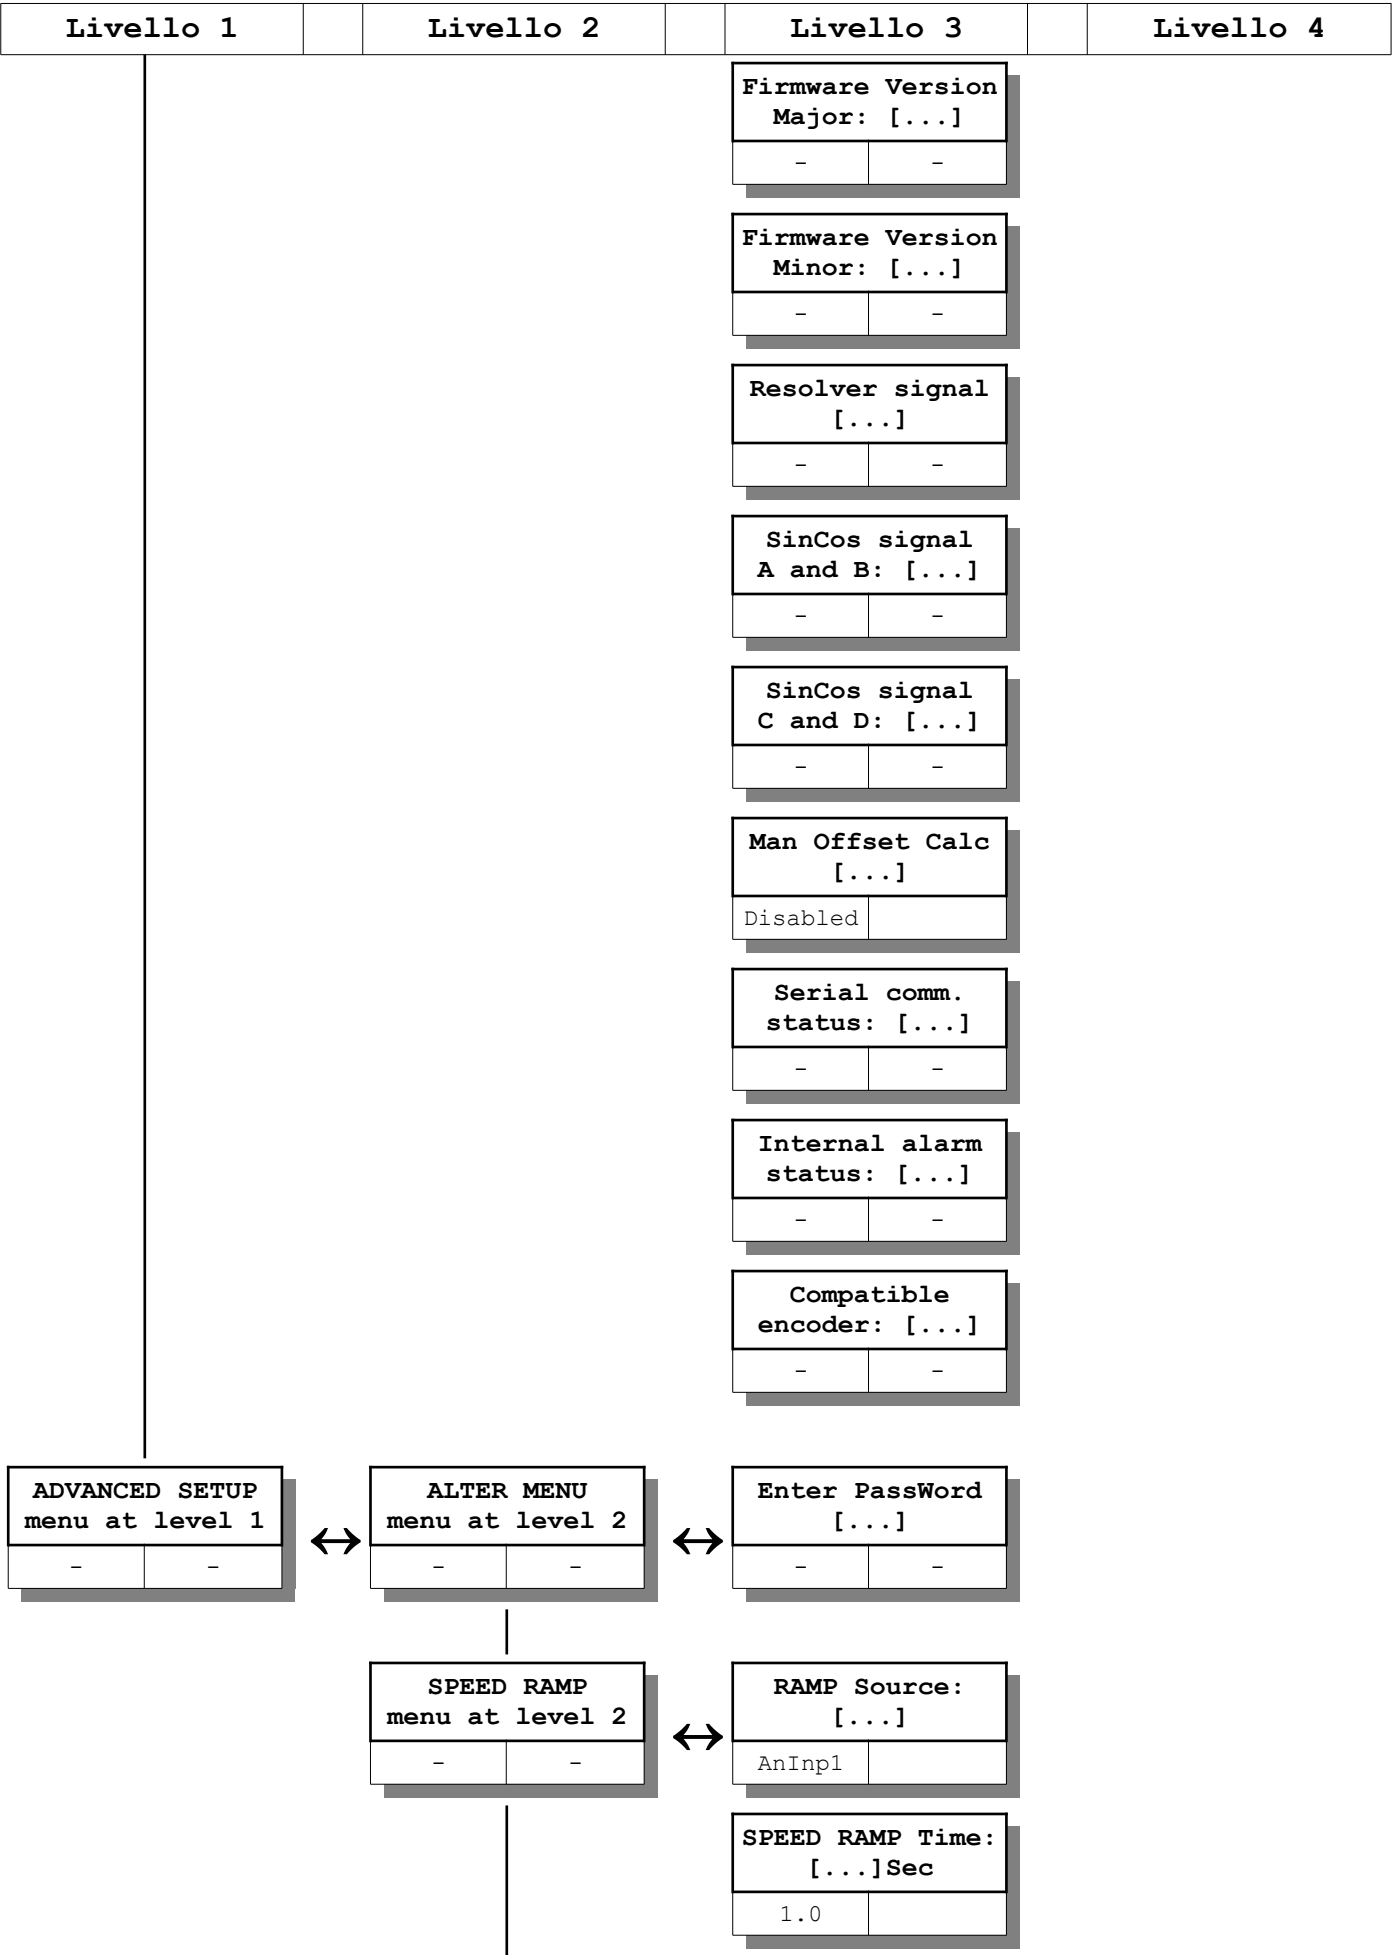 Livello 1 Livello 2 Livello 3 Livello 4
Firmware Version
Major: [...]
- -
Firmware Version
Minor: [...]
- -
Resolver signal
[...]
- -
SinCos signal
A and B: [...]
- -
SinCos signal
C and D: [...]
- -
Man Offset Calc
[...]
Disabled
Serial comm.
status: [...]
- -
Internal alarm
status: [...]
- -
Compatible
encoder: [...]
- -
ADVANCED SETUP
menu at level 1
- -
ALTER MENU
menu at level 2
- -
Enter PassWord
[...]
- -
SPEED RAMP
menu at level 2
- -
RAMP Source:
[...]
AnInp1
SPEED RAMP Time:
[...]Sec
1.0